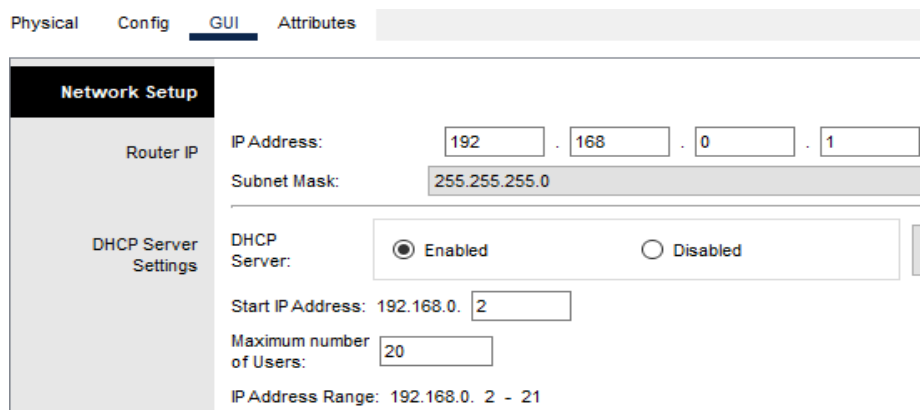 Physical Config GUI Attributes
Network Setup
Router IP
IP Address: 192 . 168 . 0 . 1
Subnet Mask: 255.255.255.0
DHCP Server
Settings
DHCP
Server:
Enabled Disabled
Start IP Address: 192.168.0. 2
Maximum number
of Users:
20
IP Address Range: 192.168.0. 2 - 21